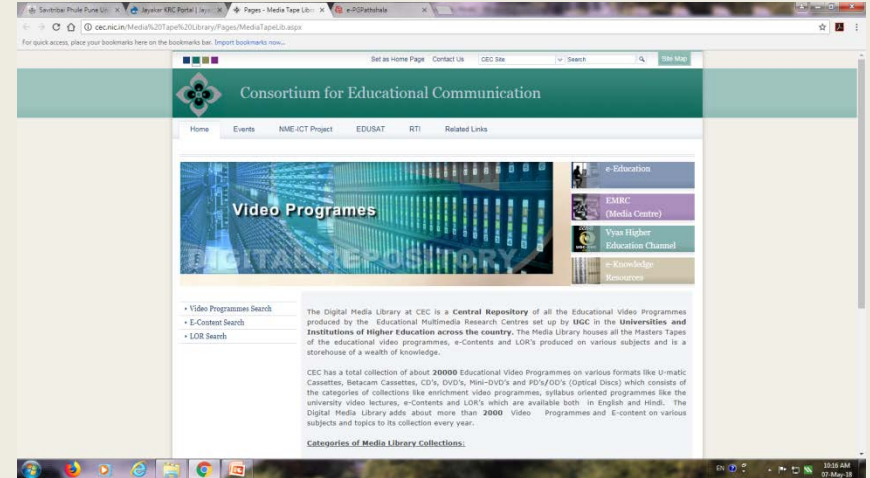 Savitribai Phule Pune Un
Jayakar KRC Portal | Jaya
Pages - Media Tape Libra
e-PGPathshala
cec.nic.in/Media%20Tape%20Library/Pages/MediaTapeLib.aspx
For quick access, place your bookmarks here on the bookmarks bar. Import bookmarks now...
Set as Home Page Contact Us CEC Site Search Site Map
Consortium for Educational Communication
Home Events NME-ICT Project EDUSAT RTI Related Links
Video Programes
DIGITAL REPOSITORY
e-Education
EMRC
(Media Centre)
Vyas Higher
Education Channel
e-Knowledge
Resources
Video Programmes Search
E-Content Search
LOR Search
The Digital Media Library at CEC is a Central Repository of all the Educational Video Programmes
produced by the Educational Multimedia Research Centres set up by UGC in the Universities and
Institutions of Higher Education across the country. The Media Library houses all the Masters Tapes
of the educational video programmes, e-Contents and LOR's produced on various subjects and is a
storehouse of a wealth of knowledge.
CEC has a total collection of about 20000 Educational Video Programmes on various formats like U-matic
Cassettes, Betacam Cassettes, CD's, DVD's, Mini-DVD's and PD's/OD's (Optical Discs) which consists of
the categories of collections like enrichment video programmes, syllabus oriented programmes like the
university video lectures, e-Contents and LOR's which are available both in English and Hindi. The
Digital Media Library adds about more than 2000 Video Programmes and E-content on various
subjects and topics to its collection every year.
Categories of Media Library Collections:
EN
10:16 AM
07-May-18